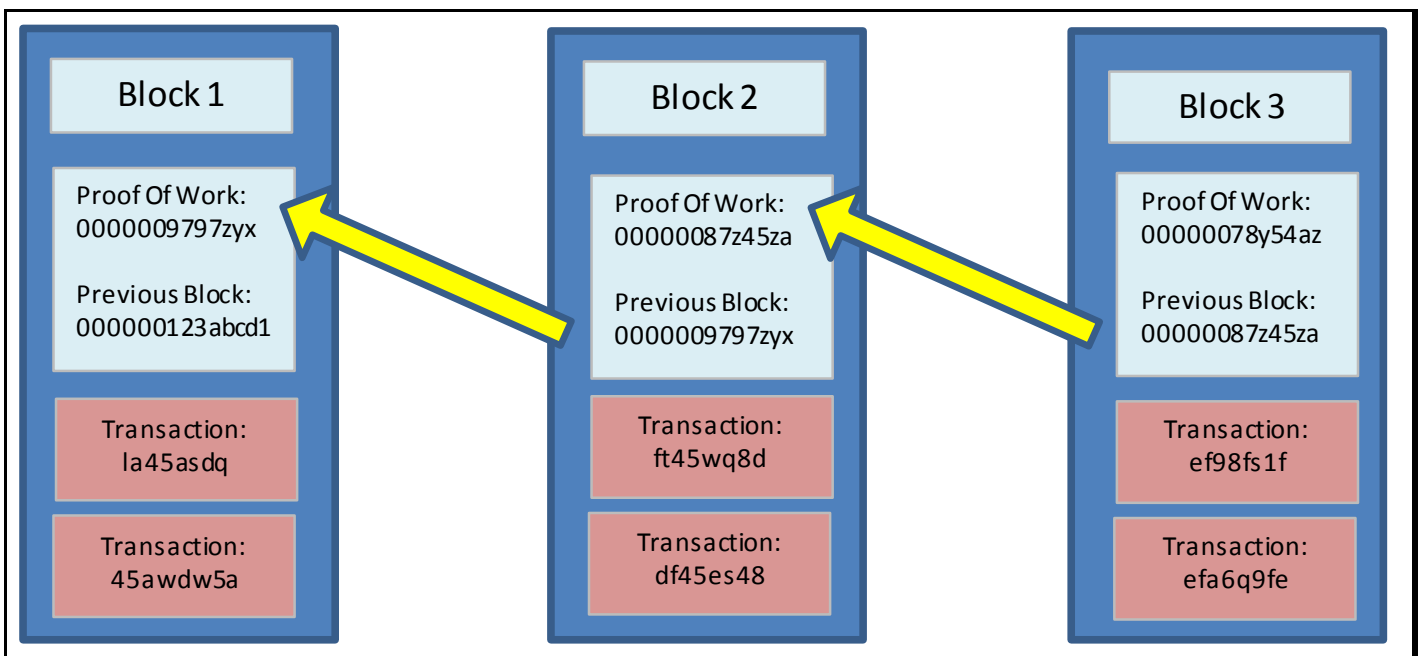 Block 1
Proof Of Work:
0000009797zyx
Previous Block:
000000123abcd1
Transaction:
la45asdq
Transaction:
45awdw5a
Block 2
Proof Of Work:
00000087z45za
Previous Block:
0000009797zyx
Transaction:
ft45wq8d
Transaction:
df45es48
Block 3
Proof Of Work:
00000078y54az
Previous Block:
00000087z45za
Transaction:
ef98fs1f
Transaction:
efa6q9fe